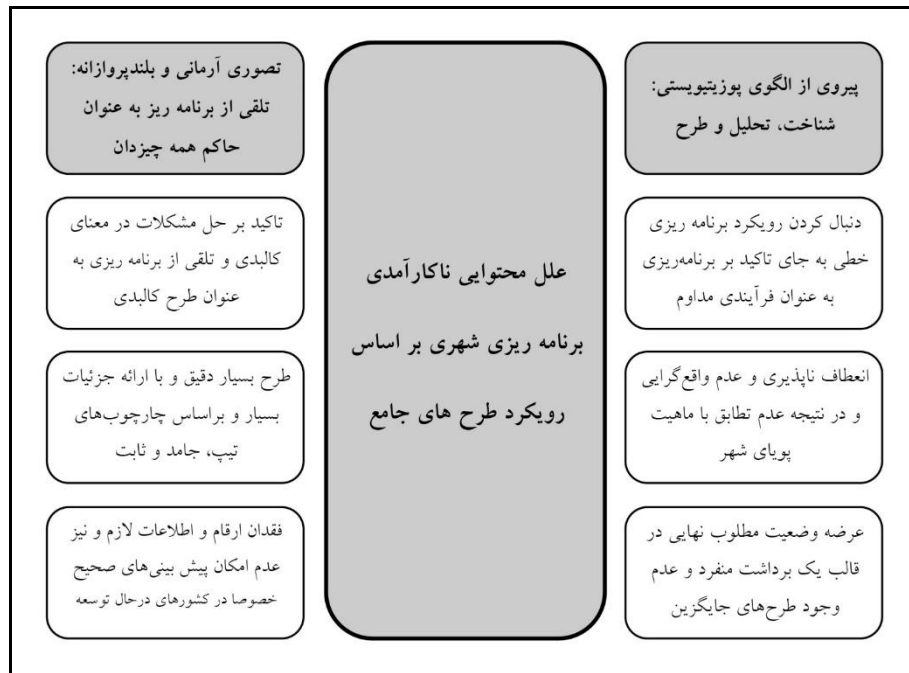 پیروی از الگوی پوزیتیویستی:
شناخت، تحلیل و طرح
دنبال کردن رویکرد برنامه ریزی
خطی به جای تاکید بر برنامه‌ریزی
به عنوان فرآیندی مداوم
انعطاف ناپذیری و عدم واقع‌گرایی
و در نتیجه عدم تطابق با ماهیت
پویای شهر
عرضه وضعیت مطلوب نهایی در
قالب یک برداشت منفرد و عدم
وجود طرح‌های جایگزین
علل محتوایی ناکارآمدی
برنامه ریزی شهری بر اساس
رویکرد طرح های جامع
تصوری آرمانی و بلندپروازانه:
تلقی از برنامه ریز به عنوان
حاکم همه چیزدان
تاکید بر حل مشکلات در معنای
کالبدی و تلقی از برنامه ریزی به
عنوان طرح کالبدی
طرح بسیار دقیق و با ارائه جزئیات
بسیار و براساس چارچوب‌های
تیپ، جامد و ثابت
فقدان ارقام و اطلاعات لازم و نیز
عدم امکان پیش بینی‌های صحیح
خصوصا در کشورهای درحال توسعه